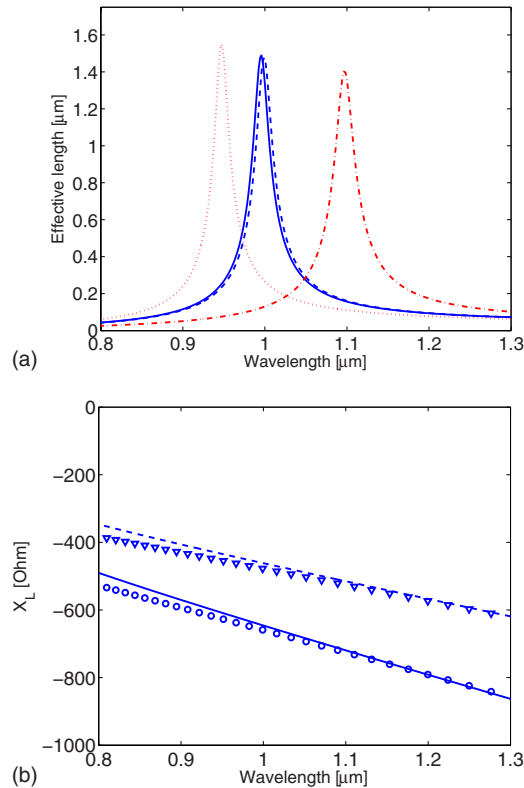 1.6
1.4
1.2
1
0.8
0.6
0.4
0.2
0
Effective length [μm]
0.8 0.9 1 1.1 1.2 1.3
Wavelength [μm]
(a)
0
−200
−400
−600
−800
−1000
X_L [Ohm]
0.8 0.9 1 1.1 1.2 1.3
Wavelength [μm]
(b)